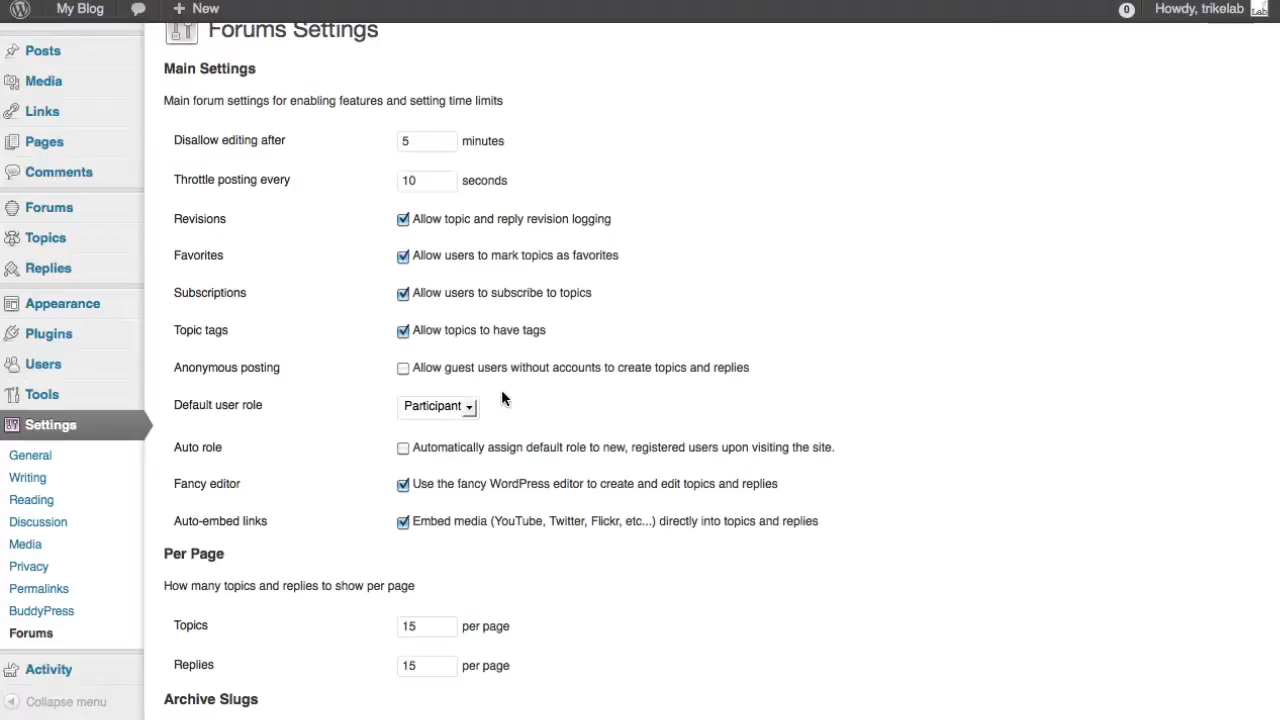 My Blog
+ New
0
Howdy, trikelab
Lab
Posts
Media
Links
Pages
Comments
Forums
Topics
Replies
Appearance
Plugins
Users
Tools
Settings
General
Writing
Reading
Discussion
Media
Privacy
Permalinks
BuddyPress
Forums
Activity
Collapse menu
Forums Settings
Main Settings
Main forum settings for enabling features and setting time limits
Disallow editing after 5 minutes
Throttle posting every 10 seconds
Revisions Allow topic and reply revision logging
Favorites Allow users to mark topics as favorites
Subscriptions Allow users to subscribe to topics
Topic tags Allow topics to have tags
Anonymous posting Allow guest users without accounts to create topics and replies
Default user role Participant
Auto role Automatically assign default role to new, registered users upon visiting the site.
Fancy editor Use the fancy WordPress editor to create and edit topics and replies
Auto-embed links Embed media (YouTube, Twitter, Flickr, etc...) directly into topics and replies
Per Page
How many topics and replies to show per page
Topics 15 per page
Replies 15 per page
Archive Slugs